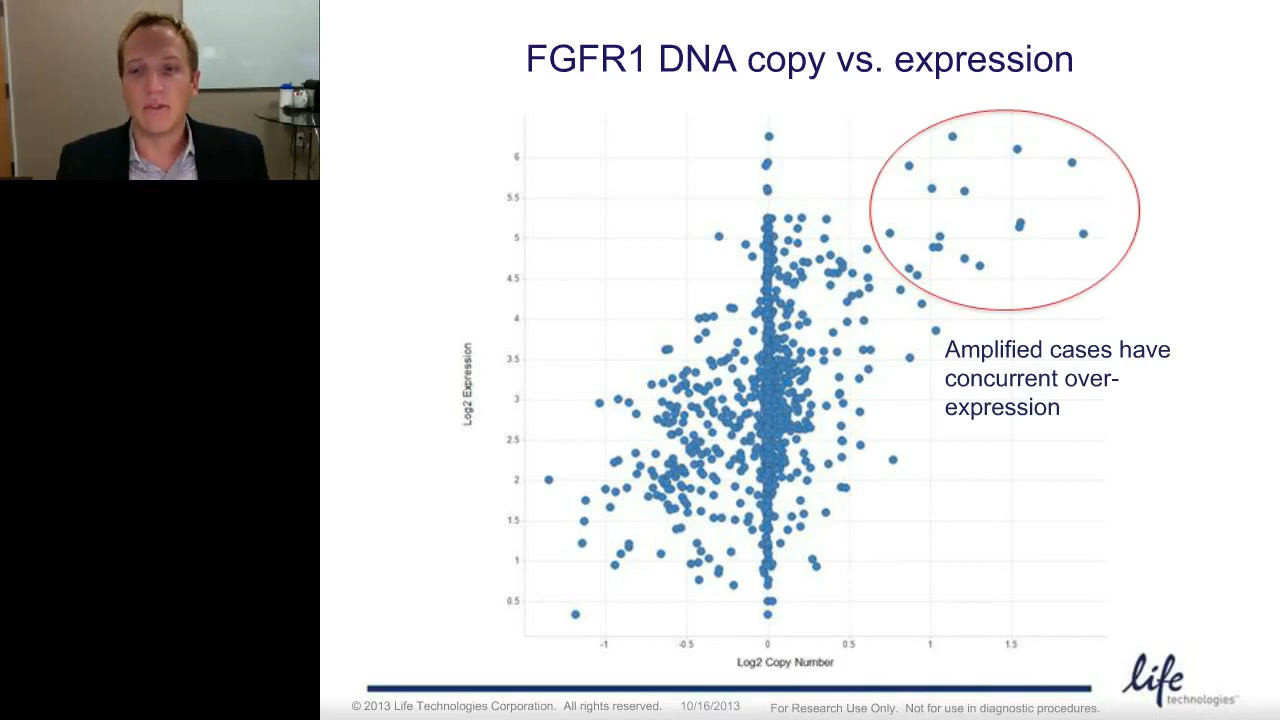 FGFR1 DNA copy vs. expression
6
5.5
5
4.5
4
3.5
3
2.5
2
1.5
1
0.5
Log2 Expression
-1
-0.5
0
0.5
1
1.5
Log2 Copy Number
Amplified cases have
concurrent over-
expression
life
technologies™
© 2013 Life Technologies Corporation. All rights reserved. 10/16/2013 For Research Use Only. Not for use in diagnostic procedures.